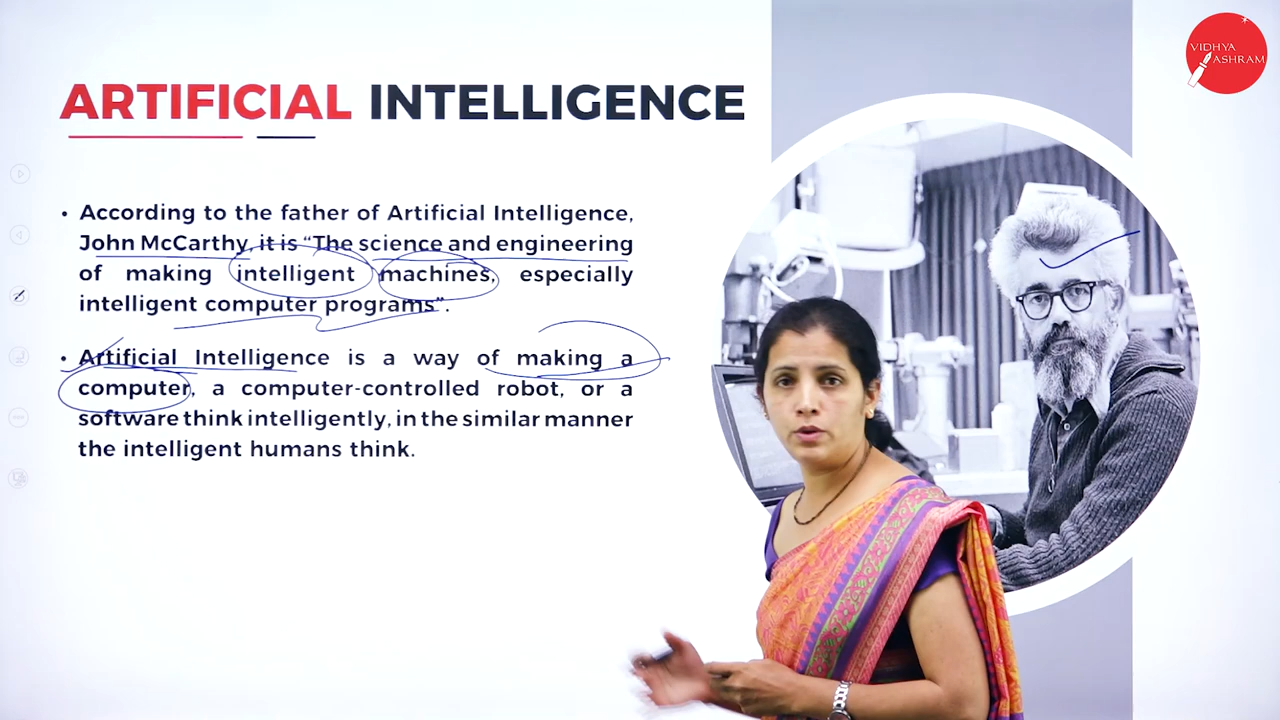 VIDHYA
ASHRAM
ARTIFICIAL INTELLIGENCE
• According to the father of Artificial Intelligence,
John McCarthy, it is “The science and engineering
of making intelligent machines, especially
intelligent computer programs”.
• Artificial Intelligence is a way of making a
computer, a computer-controlled robot, or a
software think intelligently, in the similar manner
the intelligent humans think.